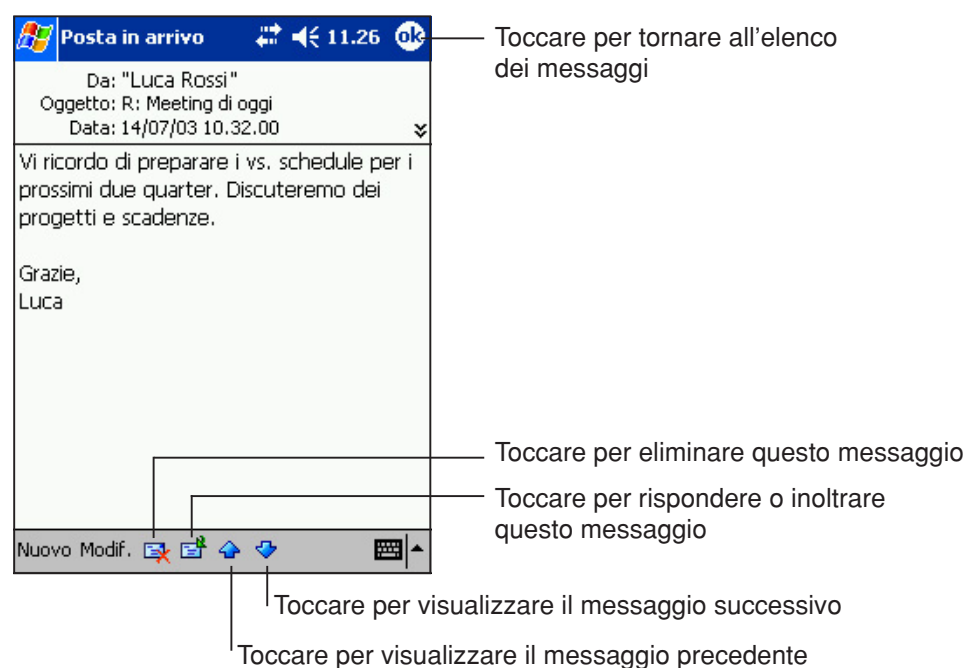 Posta in arrivo 11.26 ok
Toccare per tornare all'elenco
dei messaggi
Da: "Luca Rossi"
Oggetto: R: Meeting di oggi
Data: 14/07/03 10.32.00
Vi ricordo di preparare i vs. schedule per i
prossimi due quarter. Discuteremo dei
progetti e scadenze.
Grazie,
Luca
Toccare per eliminare questo messaggio
Toccare per rispondere o inoltrare
questo messaggio
Nuovo Modif.
Toccare per visualizzare il messaggio successivo
Toccare per visualizzare il messaggio precedente